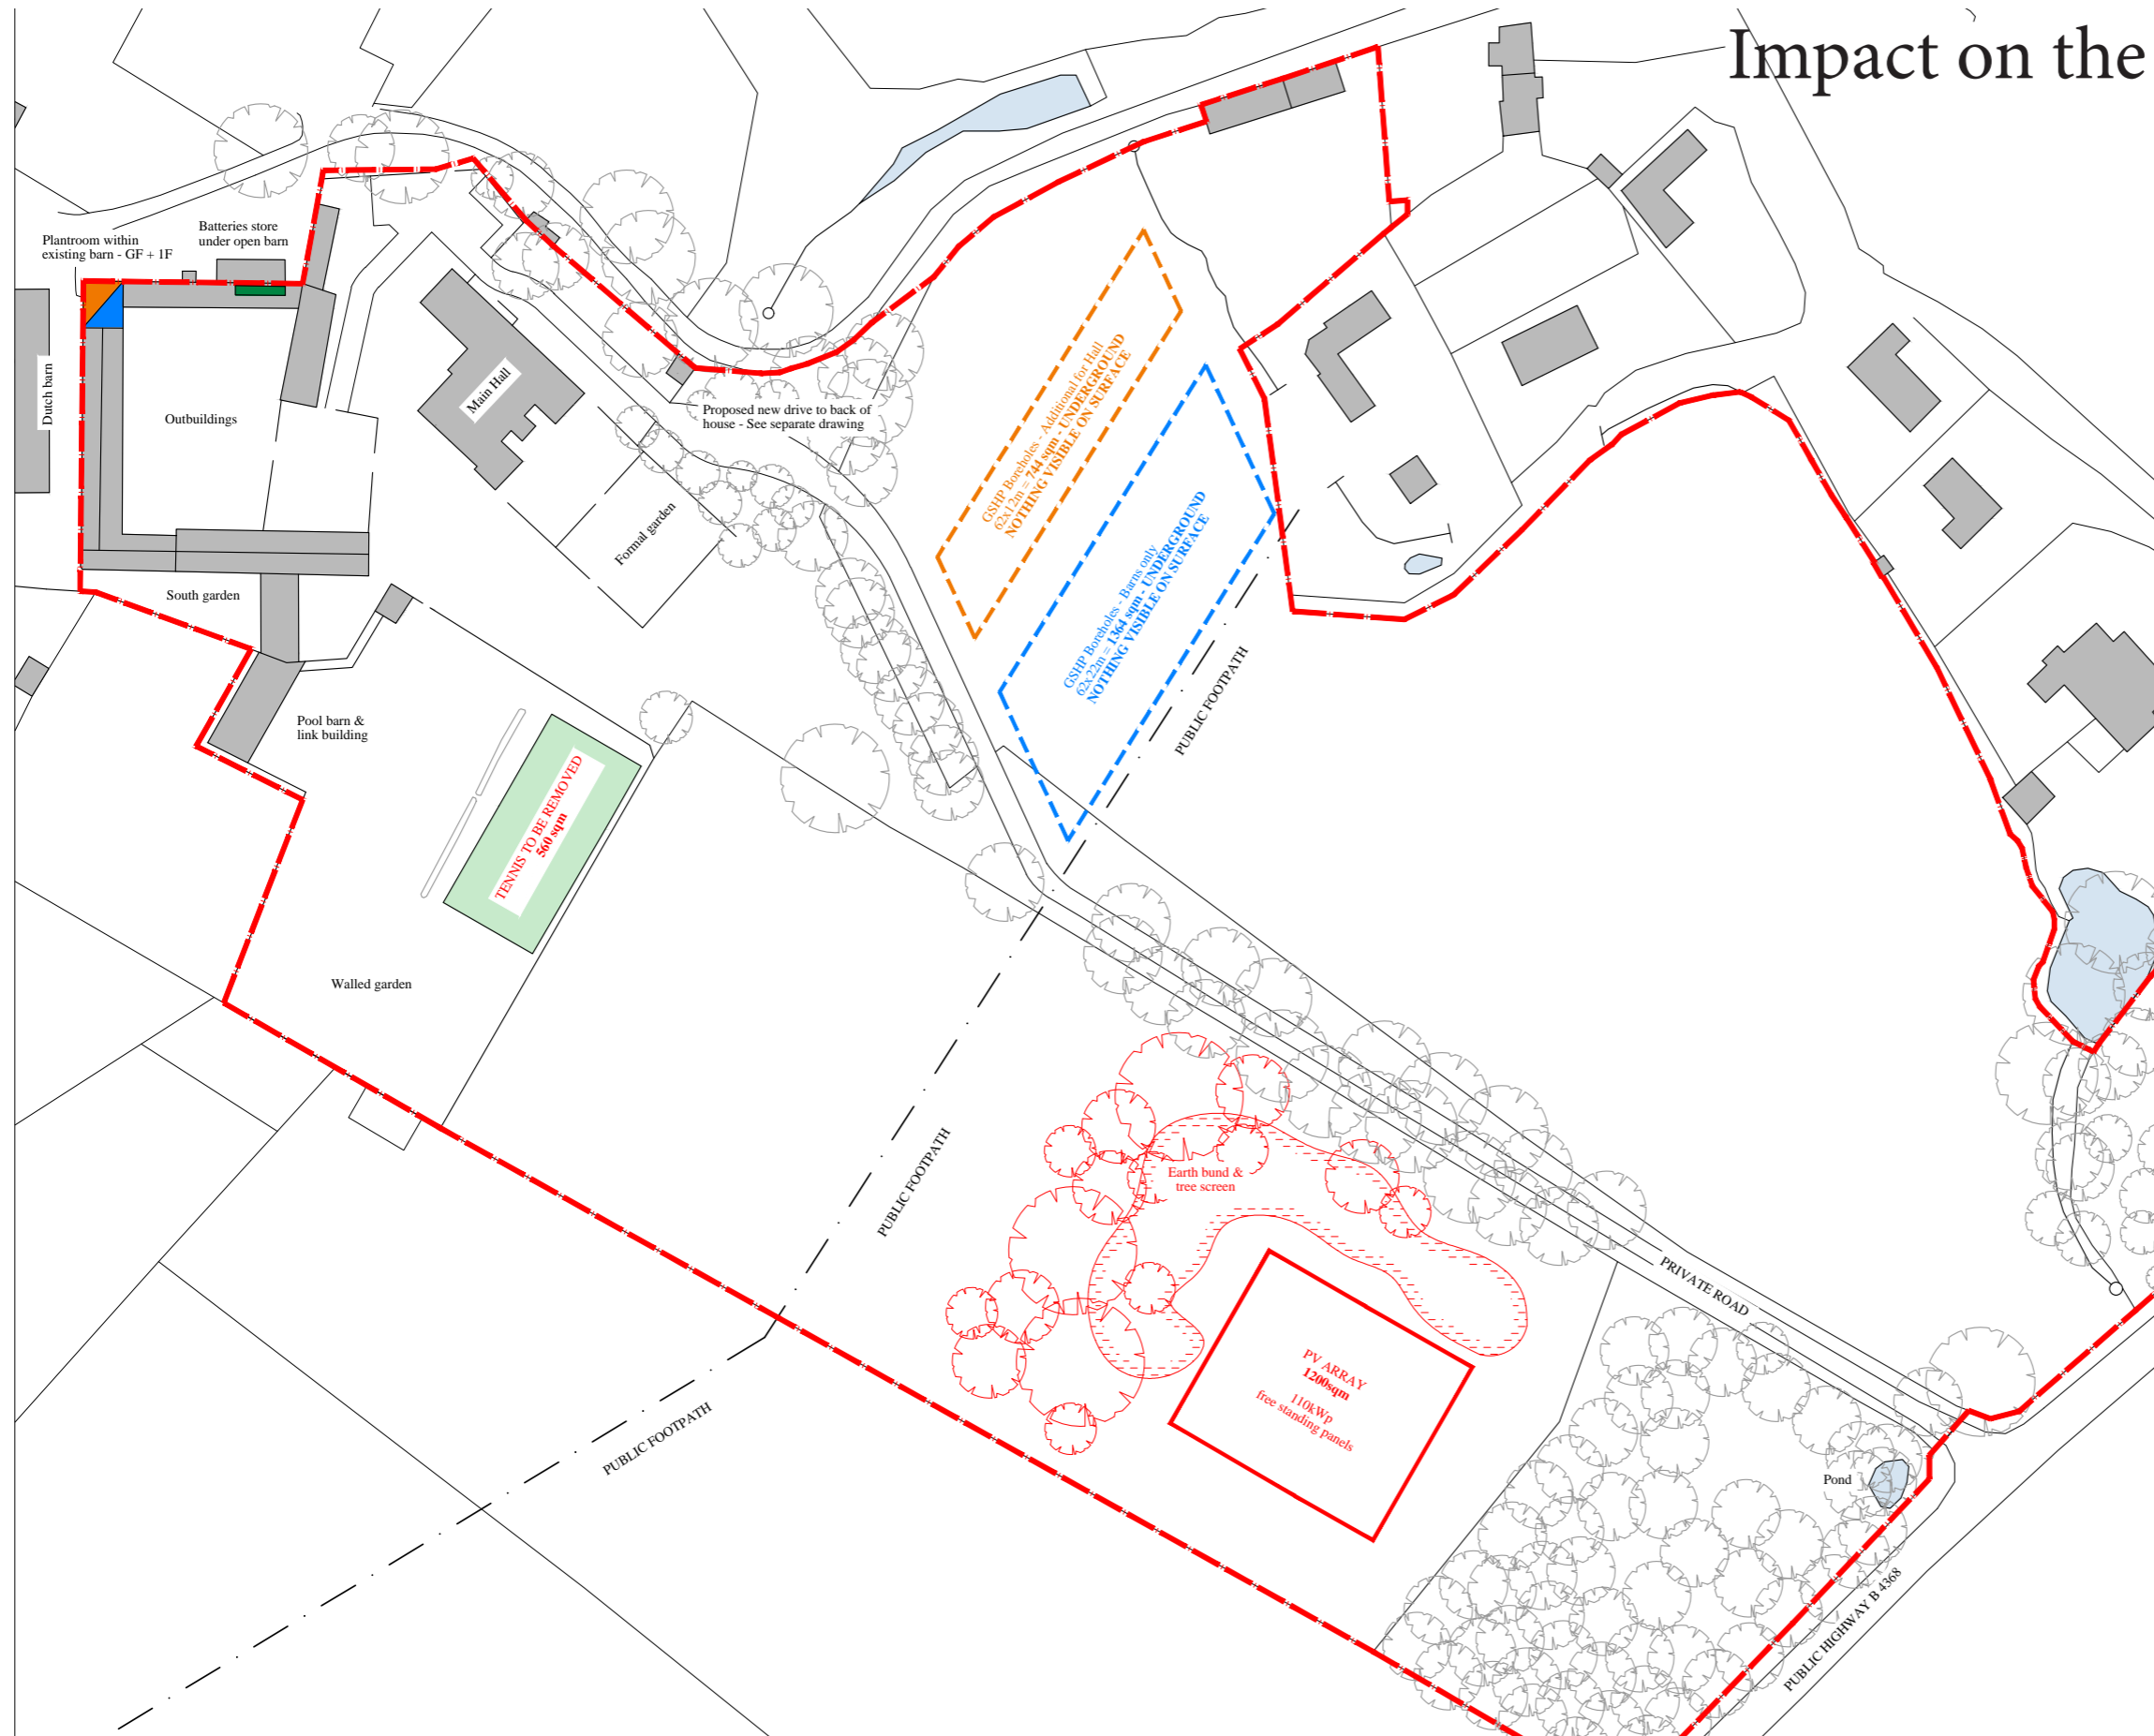 Impact on the
Batteries store
under open barn
Plantroom within
existing barn - GF + 1F
Dutch barn
Outbuildings
Main Hall
Proposed new drive to back of
house - See separate drawing
GSHP Boreholes - Additional for Hall
62x12m = 744 sqm - UNDERGROUND
NOTHING VISIBLE ON SURFACE
GSHP Boreholes - Barns only
62x22m = 1364 sqm - UNDERGROUND
NOTHING VISIBLE ON SURFACE
Formal garden
South garden
PUBLIC FOOTPATH
Pool barn &
link building
TENNIS TO BE REMOVED
560 sqm
Walled garden
PUBLIC FOOTPATH
Earth bund &
tree screen
PRIVATE ROAD
PV ARRAY
1200sqm
110kWp
free standing panels
PUBLIC FOOTPATH
Pond
PUBLIC HIGHWAY B 4368